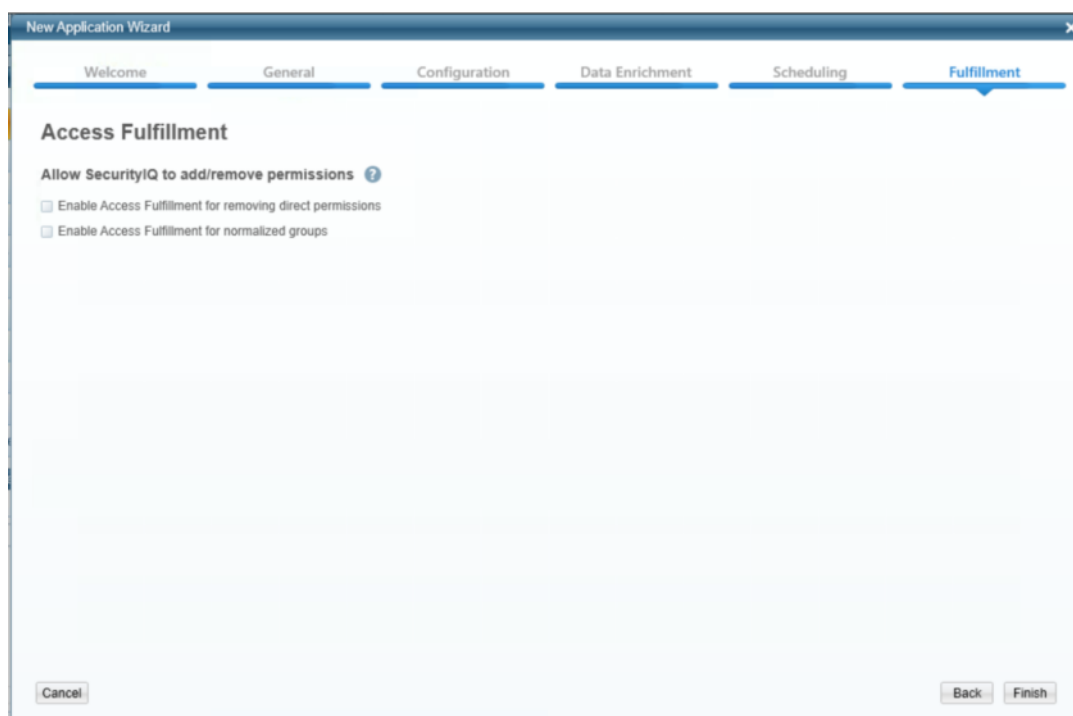 New Application Wizard
Welcome General Configuration Data Enrichment Scheduling Fulfillment
Access Fulfillment
Allow SecurityIQ to add/remove permissions ?
Enable Access Fulfillment for removing direct permissions
Enable Access Fulfillment for normalized groups
Cancel Back Finish